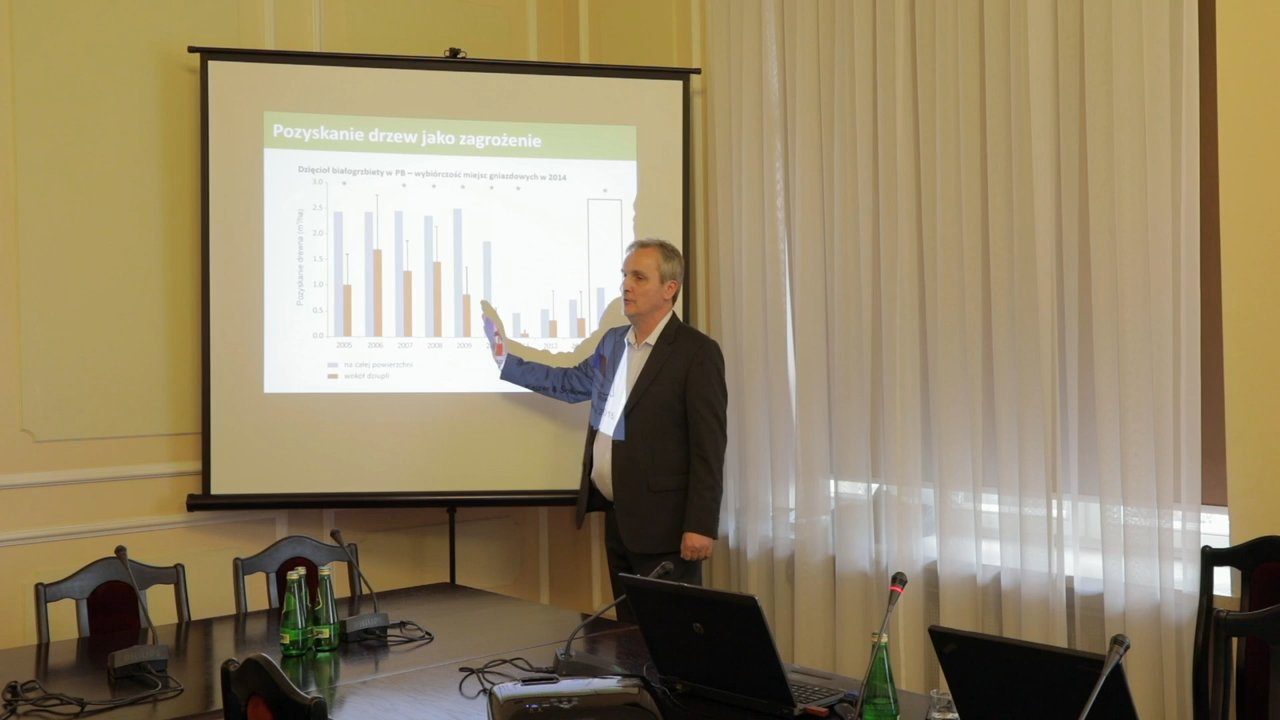 Pozyskanie drzew jako zagrożenie
Dzięcioł białogrzbiety w PB – wybiórczość miejsc gniazdowych w 2014
Pozyskanie drewna (m³/ha)
3.0
2.5
2.0
1.5
1.0
0.5
0.0
* * * * * * *
2005 2006 2007 2008 2009
na całej powierzchni
wokół dziupli